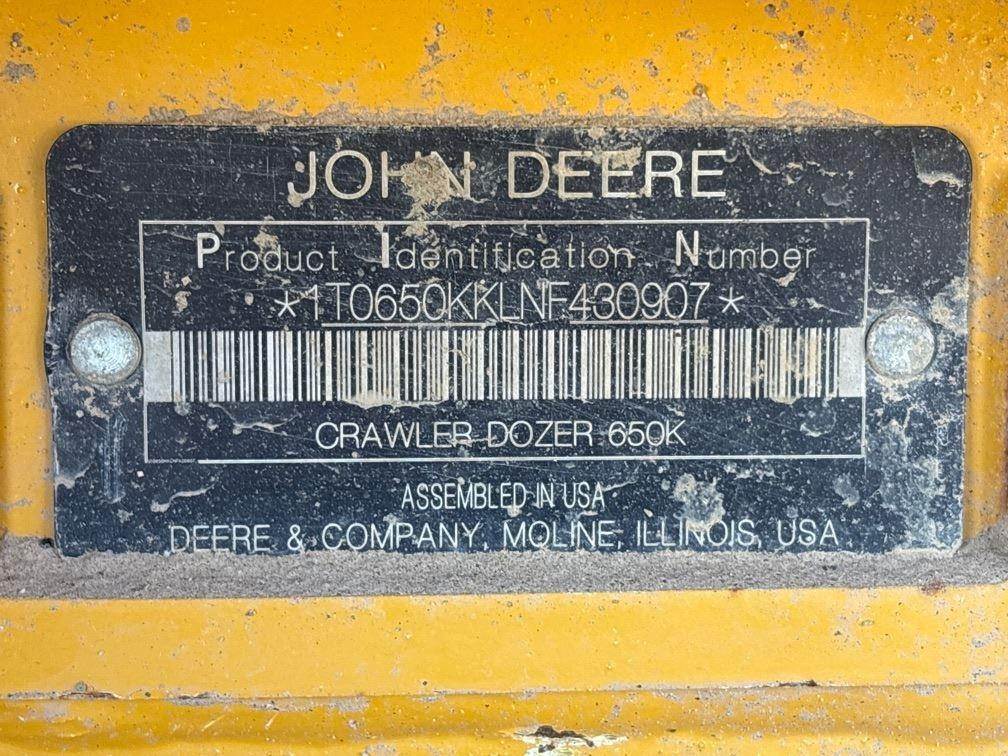 JOHN DEERE
Product Identification Number
*1T0650KKLNF430907*
CRAWLER DOZER 650K
ASSEMBLED IN USA
DEERE & COMPANY, MOLINE, ILLINOIS, USA